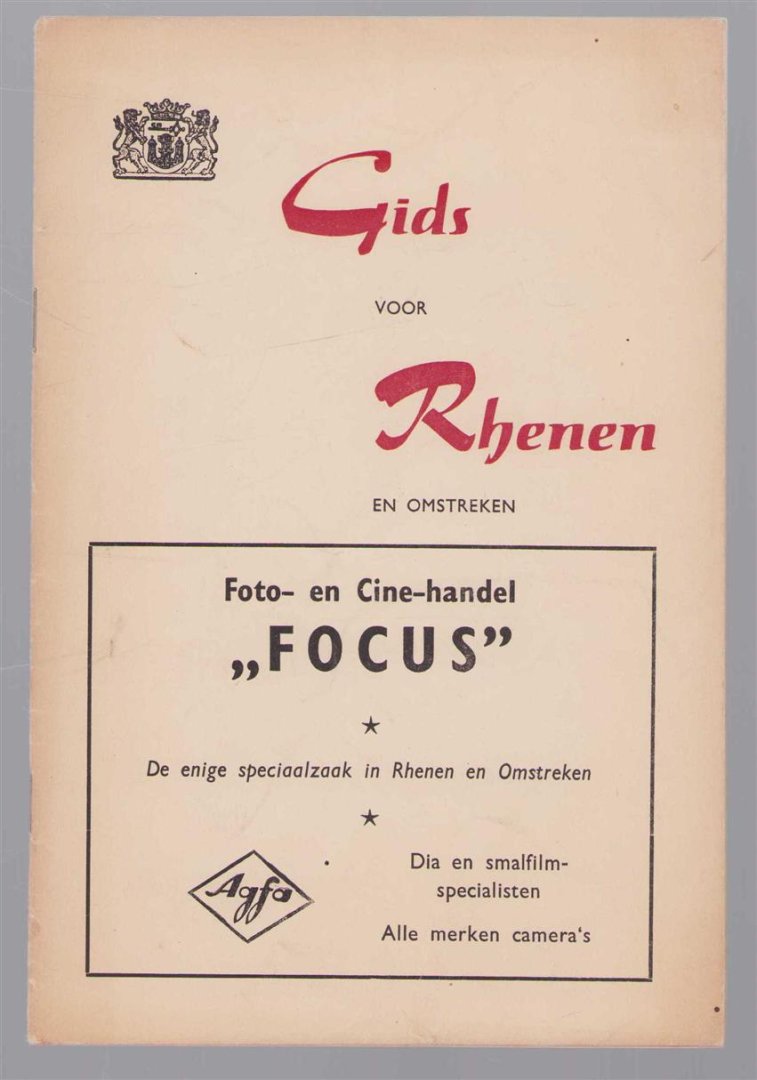 Gids
VOOR
Rhenen
EN OMSTREKEN
Foto- en Cine-handel
„FOCUS”
De enige speciaalzaak in Rhenen en Omstreken
Agfa
Dia en smalfilm-
specialisten
Alle merken camera's